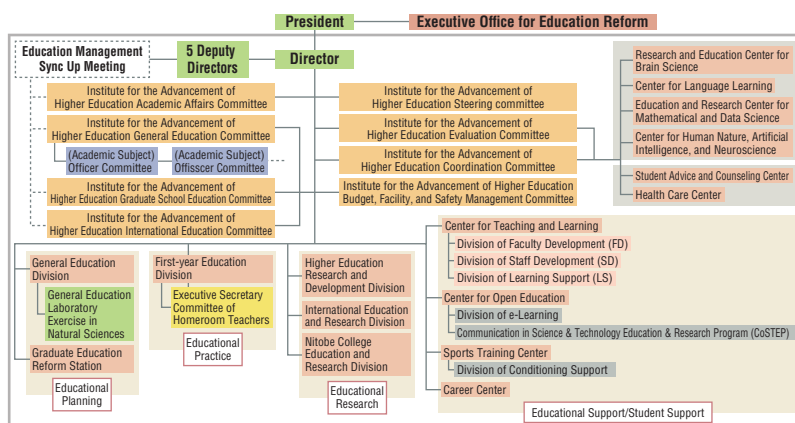 President
Executive Office for Education Reform
Education Management
Sync Up Meeting
5 Deputy
Directors
Director
Institute for the Advancement of
Higher Education Academic Affairs Committee
Institute for the Advancement of
Higher Education General Education Committee
(Academic Subject)
Officer Committee
(Academic Subject)
Offisscer Committee
Institute for the Advancement of
Higher Education Graduate School Education Committee
Institute for the Advancement of
Higher Education International Education Committee
Institute for the Advancement of
Higher Education Steering committee
Institute for the Advancement of
Higher Education Evaluation Committee
Institute for the Advancement of
Higher Education Coordination Committee
Institute for the Advancement of Higher Education
Budget, Facility, and Safety Management Committee
Research and Education Center for
Brain Science
Center for Language Learning
Education and Research Center for
Mathematical and Data Science
Center for Human Nature, Artificial
Intelligence, and Neuroscience
Student Advice and Counseling Center
Health Care Center
General Education
Division
General Education
Laboratory
Exercise in
Natural Sciences
Graduate Education
Reform Station
Educational
Planning
First-year Education
Division
Executive Secretary
Committee of
Homeroom Teachers
Educational
Practice
Higher Education
Research and
Development Division
International Education
and Research Division
Nitobe College
Education and
Research Division
Educational
Research
Center for Teaching and Learning
Division of Faculty Development (FD)
Division of Staff Development (SD)
Division of Learning Support (LS)
Center for Open Education
Division of e-Learning
Communication in Science & Technology Education & Research Program (CoSTEP)
Sports Training Center
Division of Conditioning Support
Career Center
Educational Support/Student Support